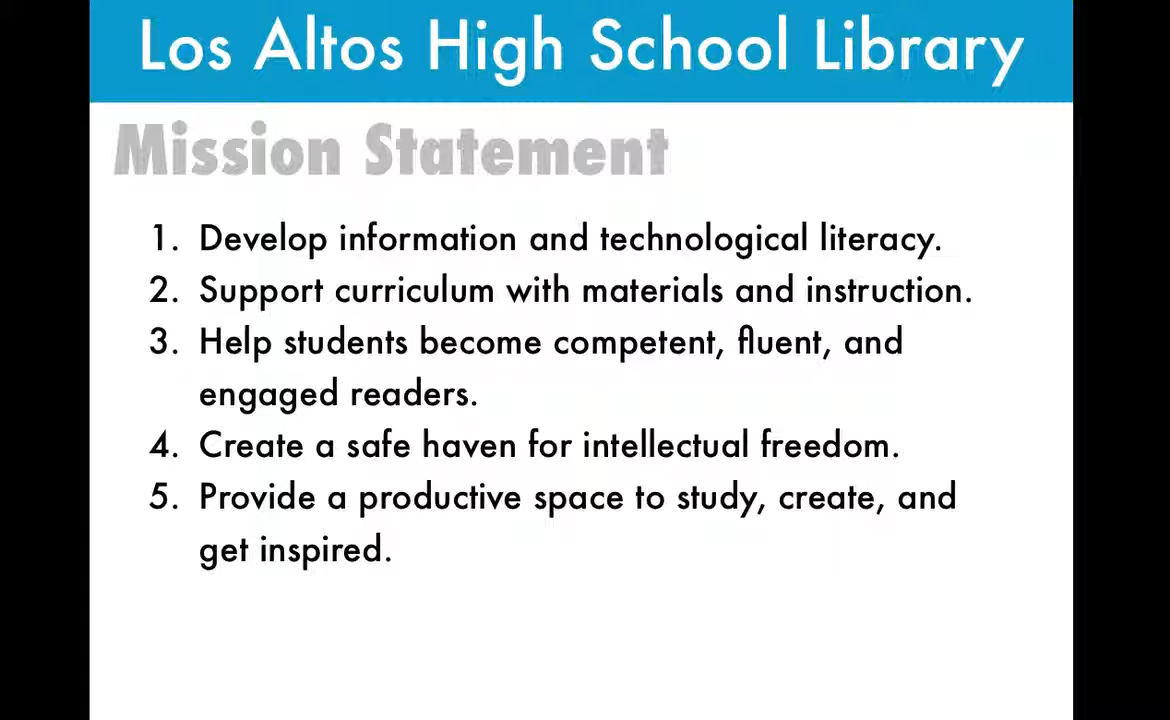 Los Altos High School Library
Mission Statement
1. Develop information and technological literacy.
2. Support curriculum with materials and instruction.
3. Help students become competent, fluent, and
engaged readers.
4. Create a safe haven for intellectual freedom.
5. Provide a productive space to study, create, and
get inspired.